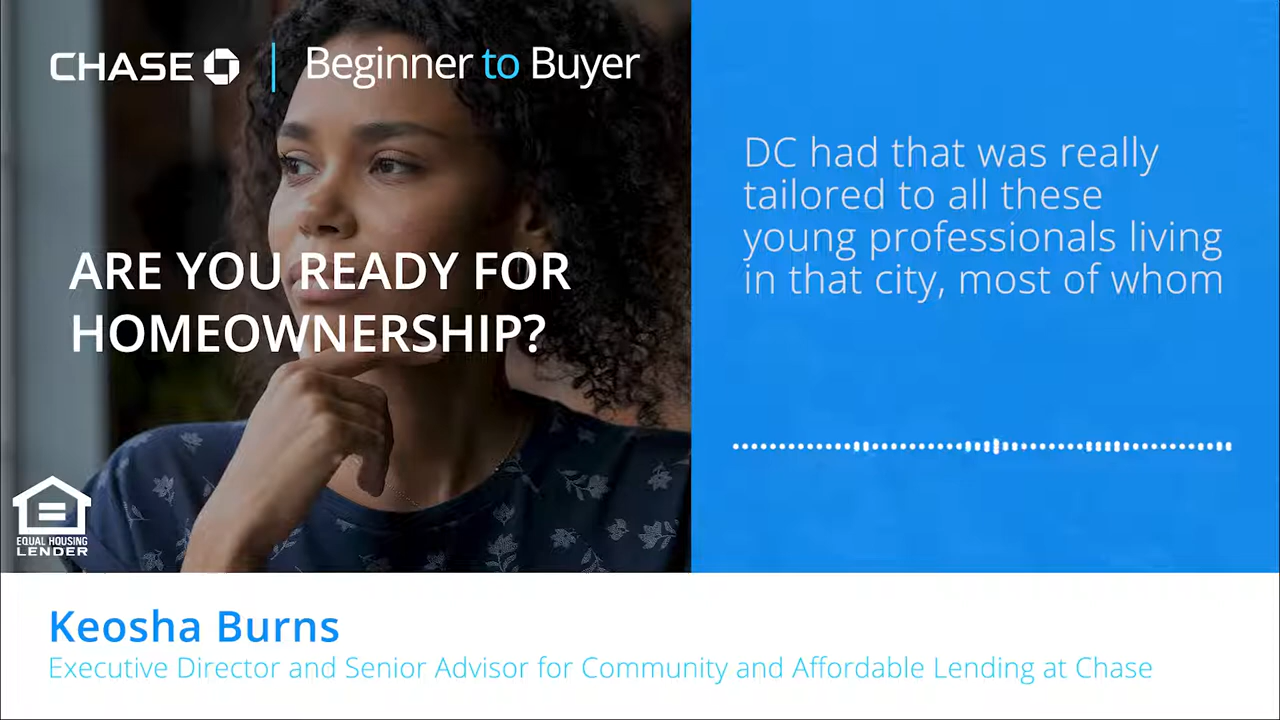 CHASE
Beginner to Buyer
ARE YOU READY FOR
HOMEOWNERSHIP?
EQUAL HOUSING
LENDER
DC had that was really
tailored to all these
young professionals living
in that city, most of whom
Keosha Burns
Executive Director and Senior Advisor for Community and Affordable Lending at Chase